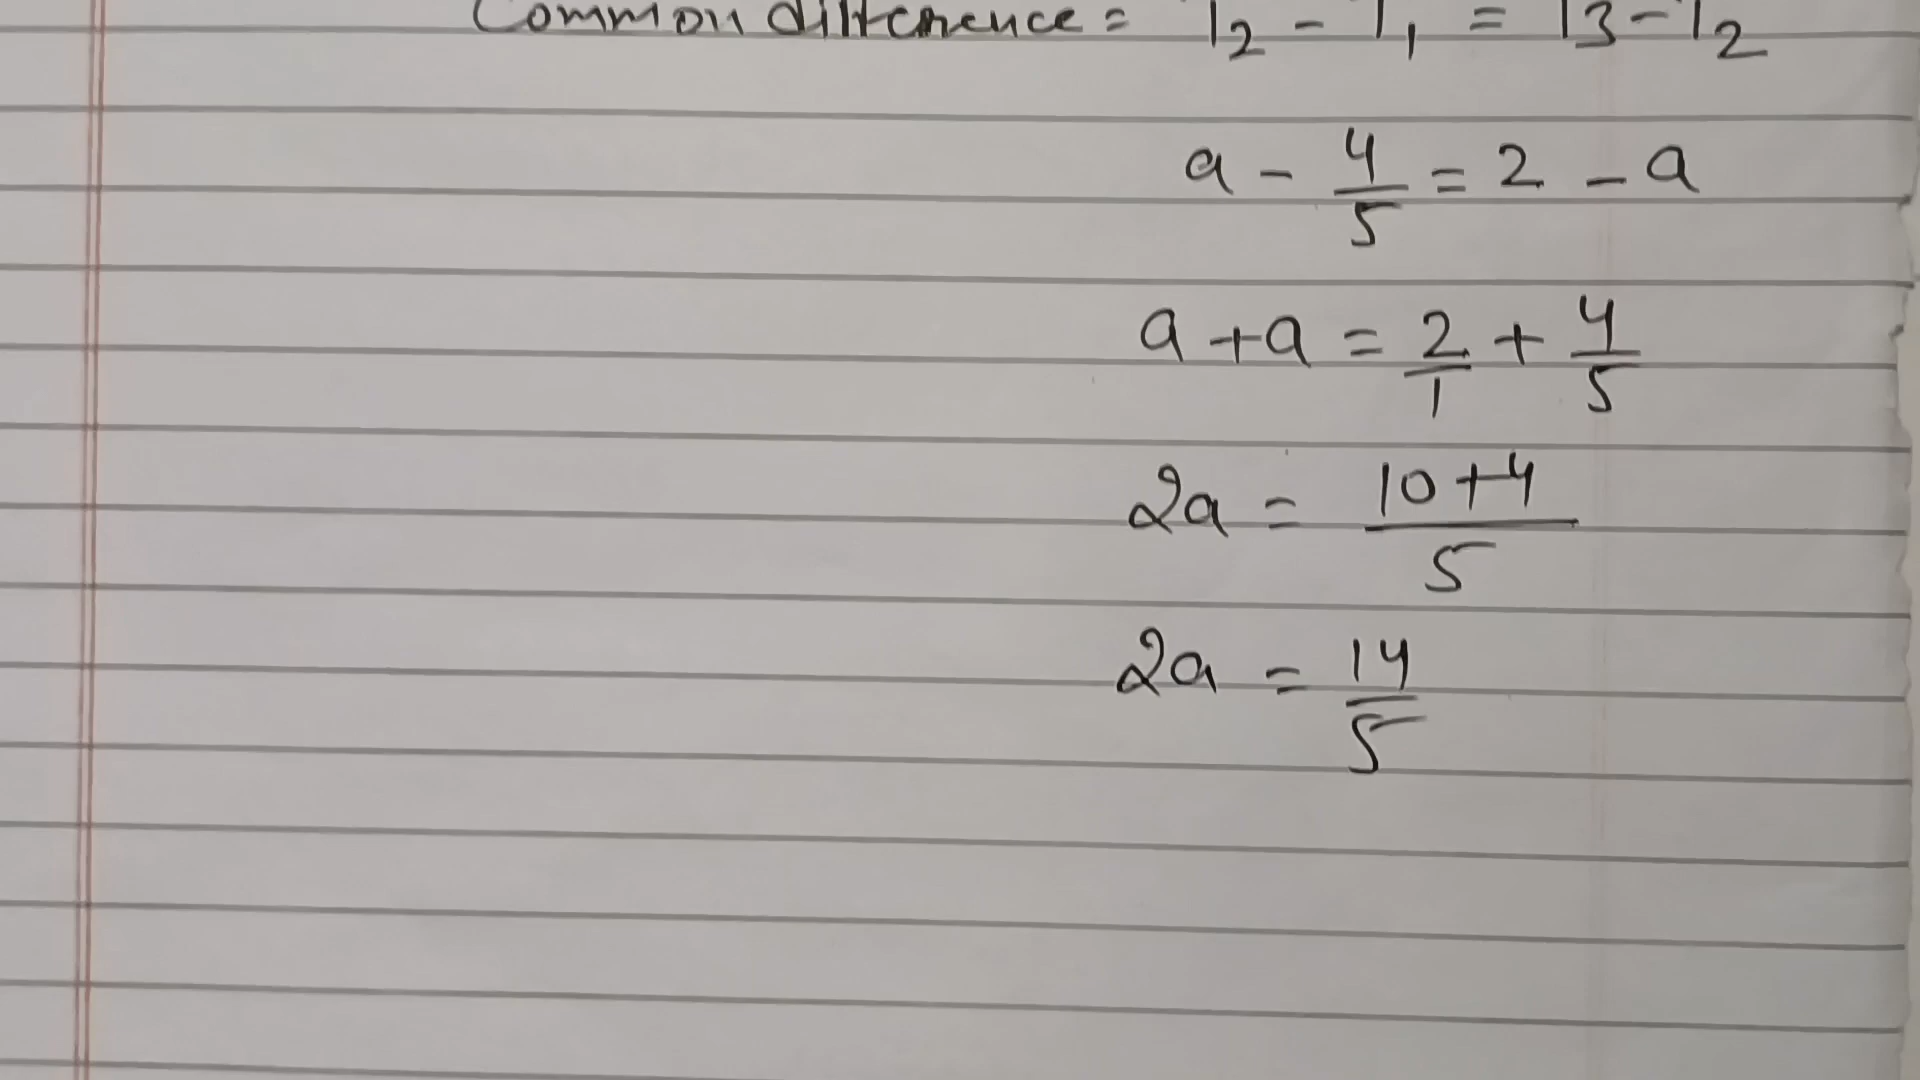 Common difference = T2 - T1 = T3 - T2
a - 4/5 = 2 - a
a + a = 2/1 + 4/5
2a = 10+4/5
2a = 14/5